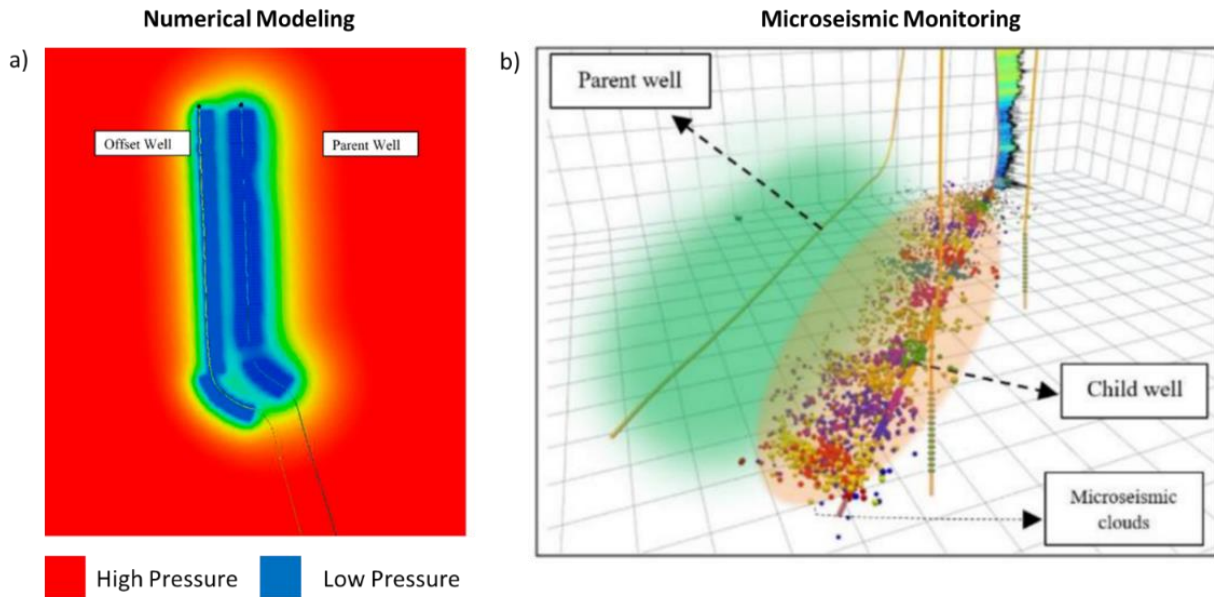 Numerical Modeling
Microseismic Monitoring
a)
b)
Offset Well
Parent Well
Parent well
Child well
Microseismic
clouds
High Pressure
Low Pressure